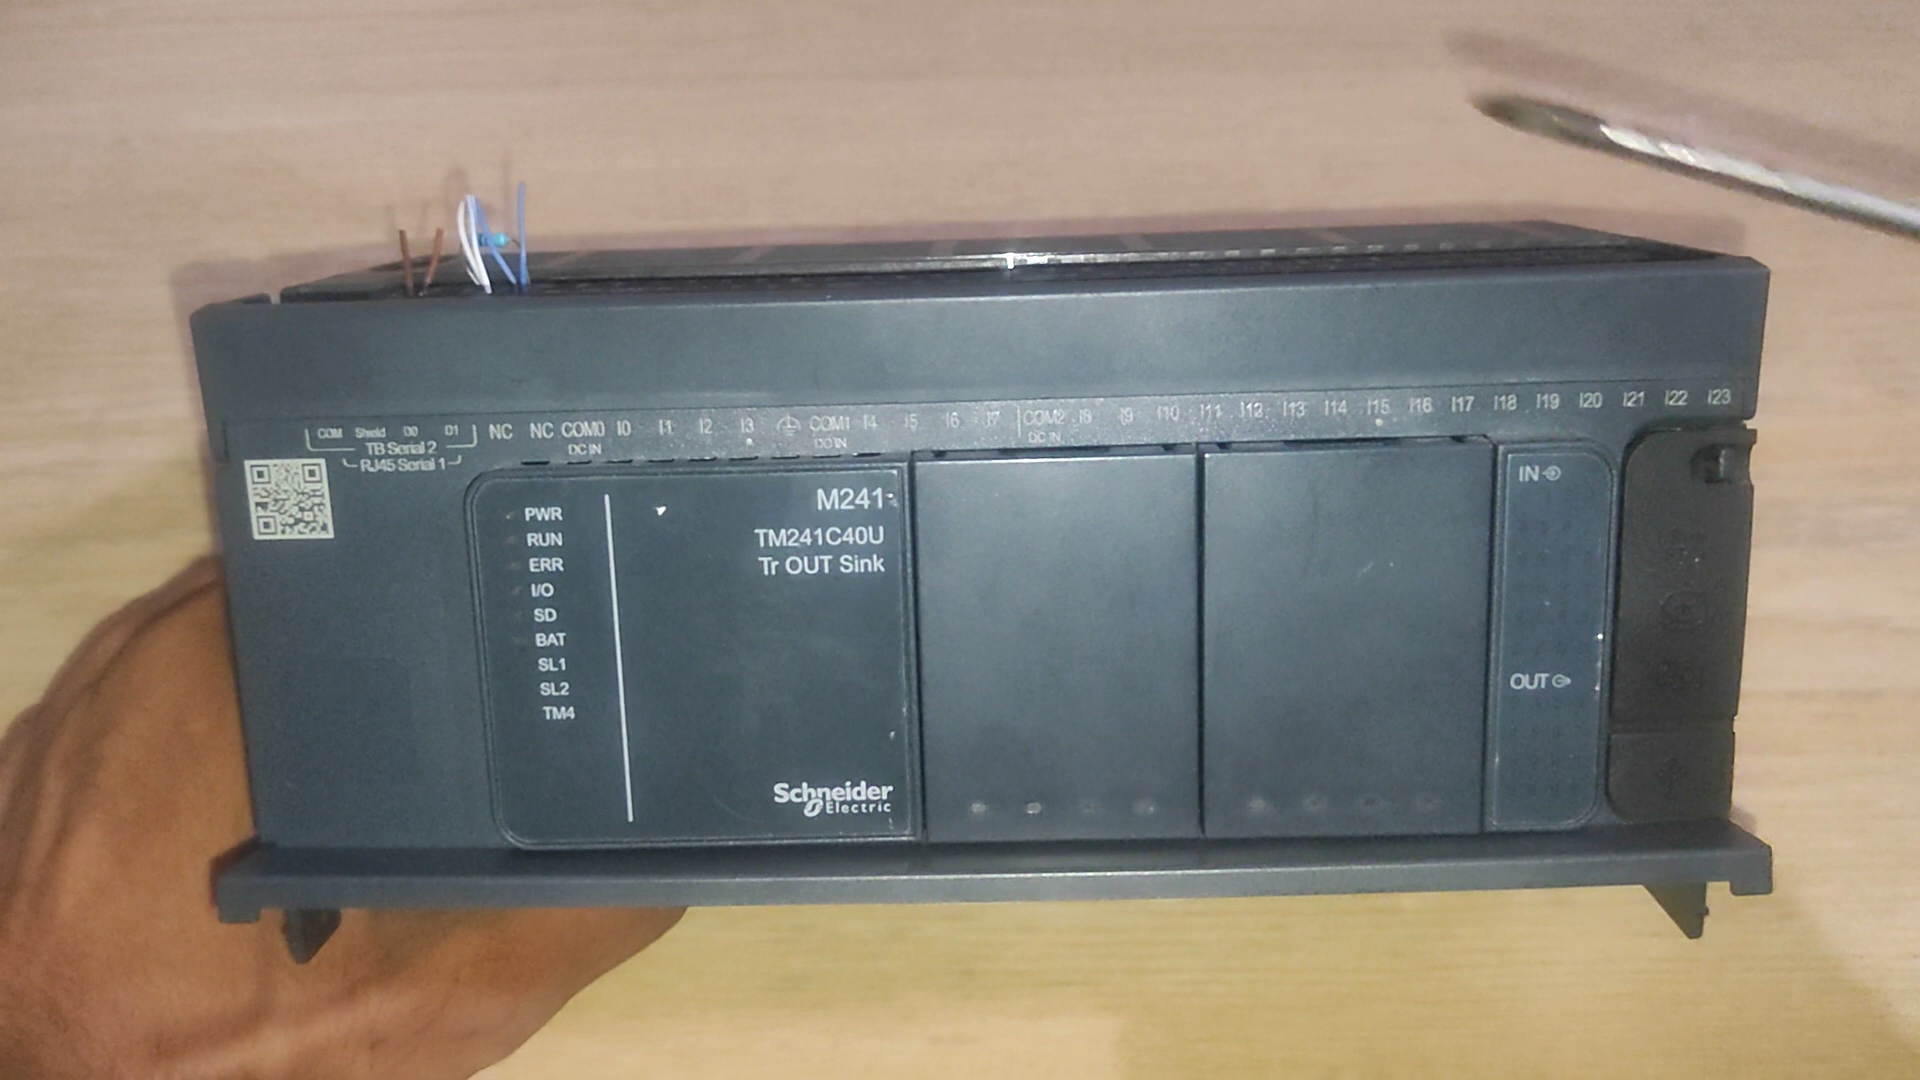 COM Shield D0 D1
TB Serial 2
RJ45 Serial 1
NC NC COM0 I0 I1 I2 I3 COM1 I4 I5 I6 I7 COM2 I8 I9 I10 I11 I12 I13 I14 I15 I16 I17 I18 I19 I20 I21 I22 I23
DC IN DC IN DC IN
PWR
RUN
ERR
I/O
SD
BAT
SL1
SL2
TM4
M241
TM241C40U
Tr OUT Sink
Schneider
Electric
IN
OUT